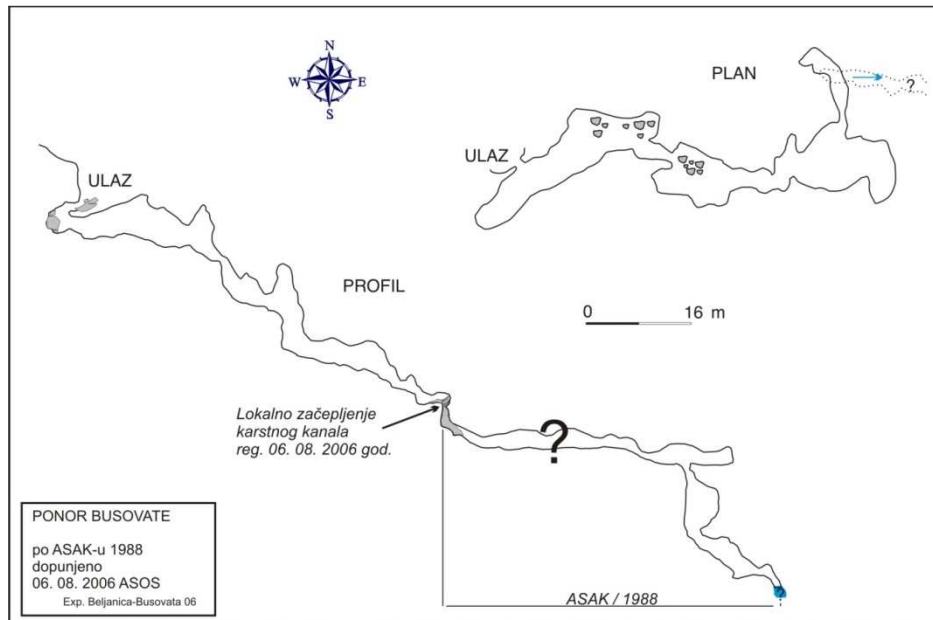 N
W E
S
PLAN
?
ULAZ
ULAZ
PROFIL
0 16 m
Lokalno začepljenje
karstnog kanala
reg. 06. 08. 2006 god.
?
PONOR BUSOVATE
po ASAK-u 1988
dopunjeno
06. 08. 2006 ASOS
Exp. Beljanica-Busovata 06
?
ASAK / 1988